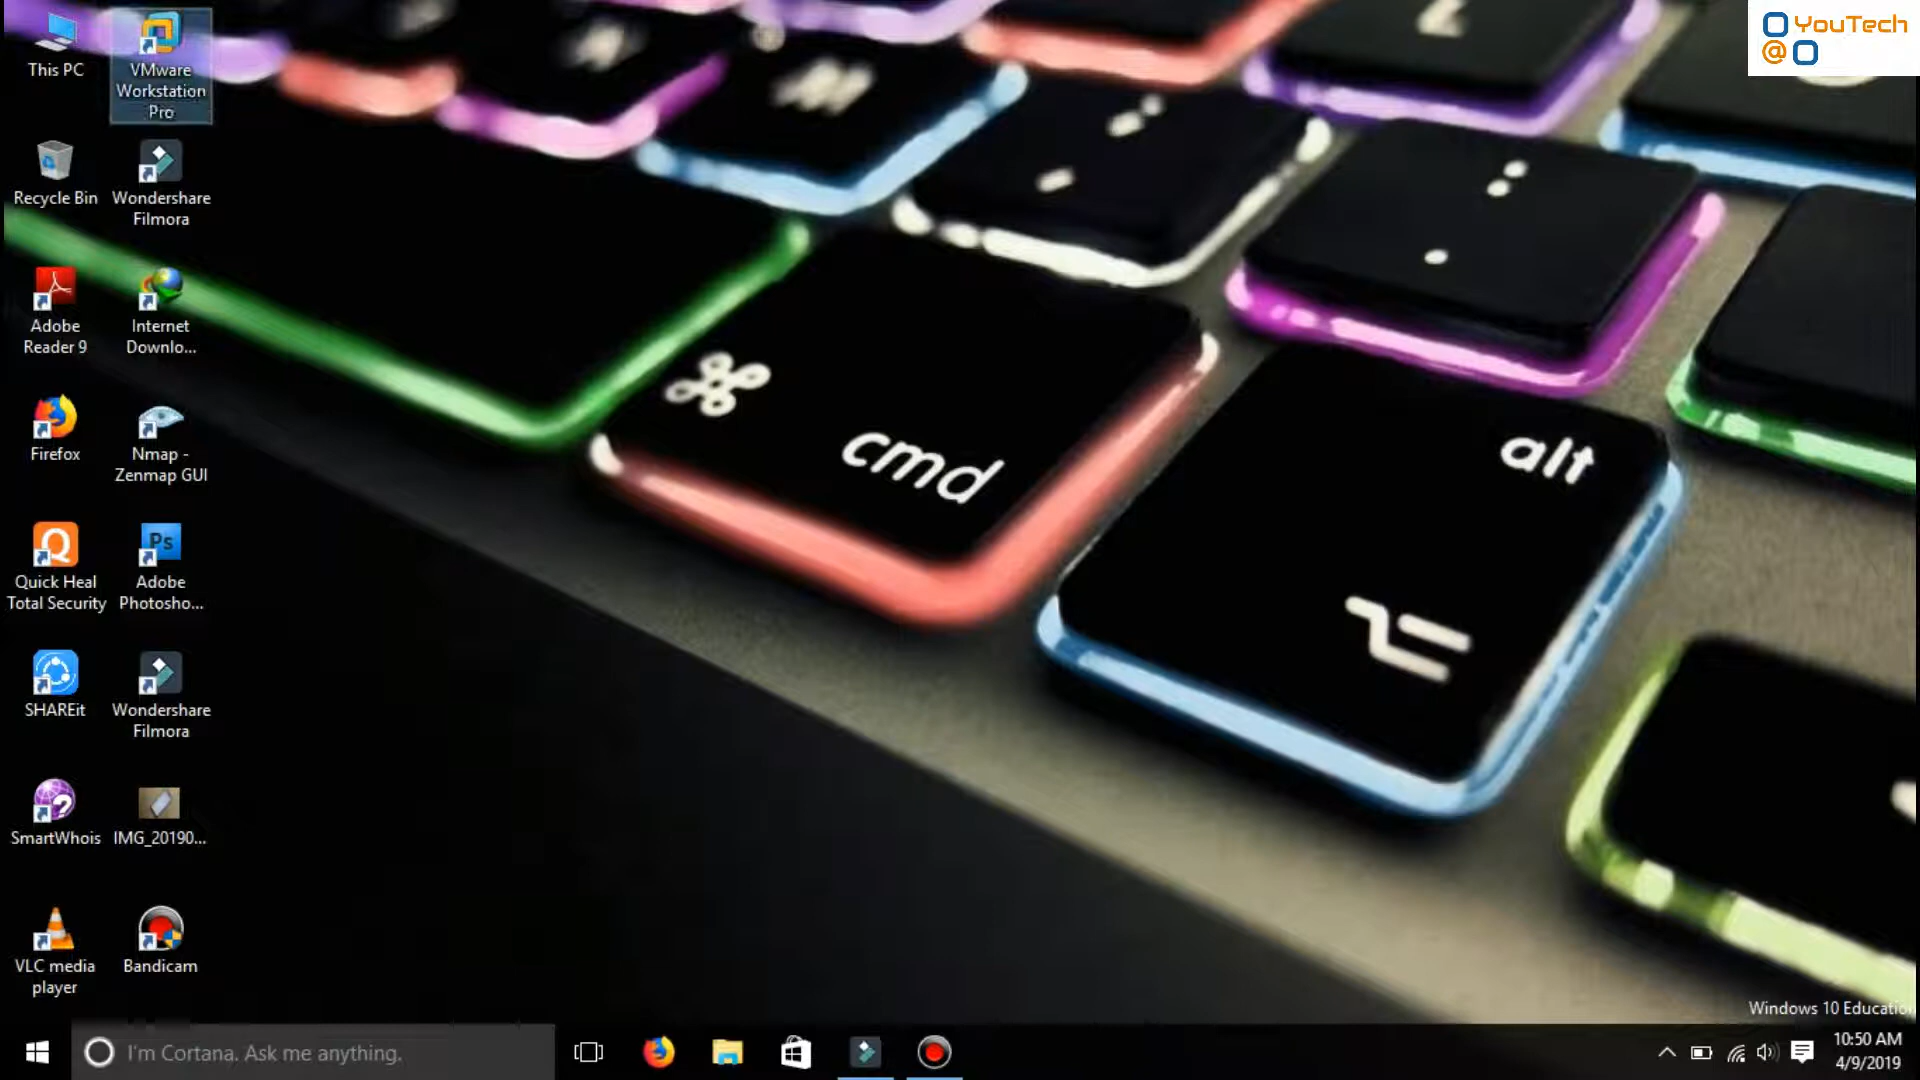 This PC
VMware
Workstation
Pro
Recycle Bin
Wondershare
Filmora
Adobe
Reader 9
Internet
Downlo...
Firefox
Nmap -
Zenmap GUI
Quick Heal
Total Security
Ps
Adobe
Photosho...
SHAREit
Wondershare
Filmora
SmartWhois
IMG_20190...
VLC media
player
Bandicam
cmd
alt
YouTech
@
Windows 10 Educatio
I'm Cortana. Ask me anything.
10:50 AM
4/9/2019